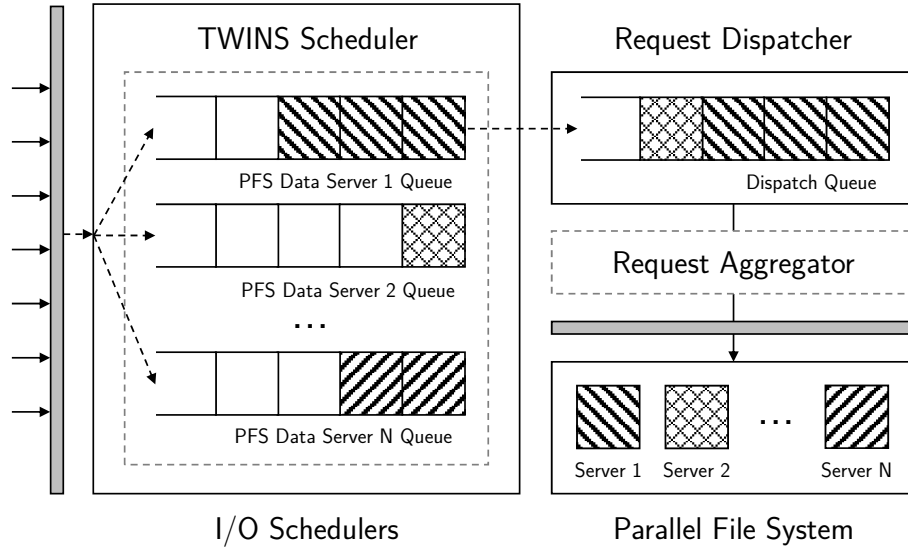 TWINS Scheduler
PFS Data Server 1 Queue
PFS Data Server 2 Queue
...
PFS Data Server N Queue
I/O Schedulers
Request Dispatcher
Dispatch Queue
Request Aggregator
...
Server 1
Server 2
Server N
Parallel File System